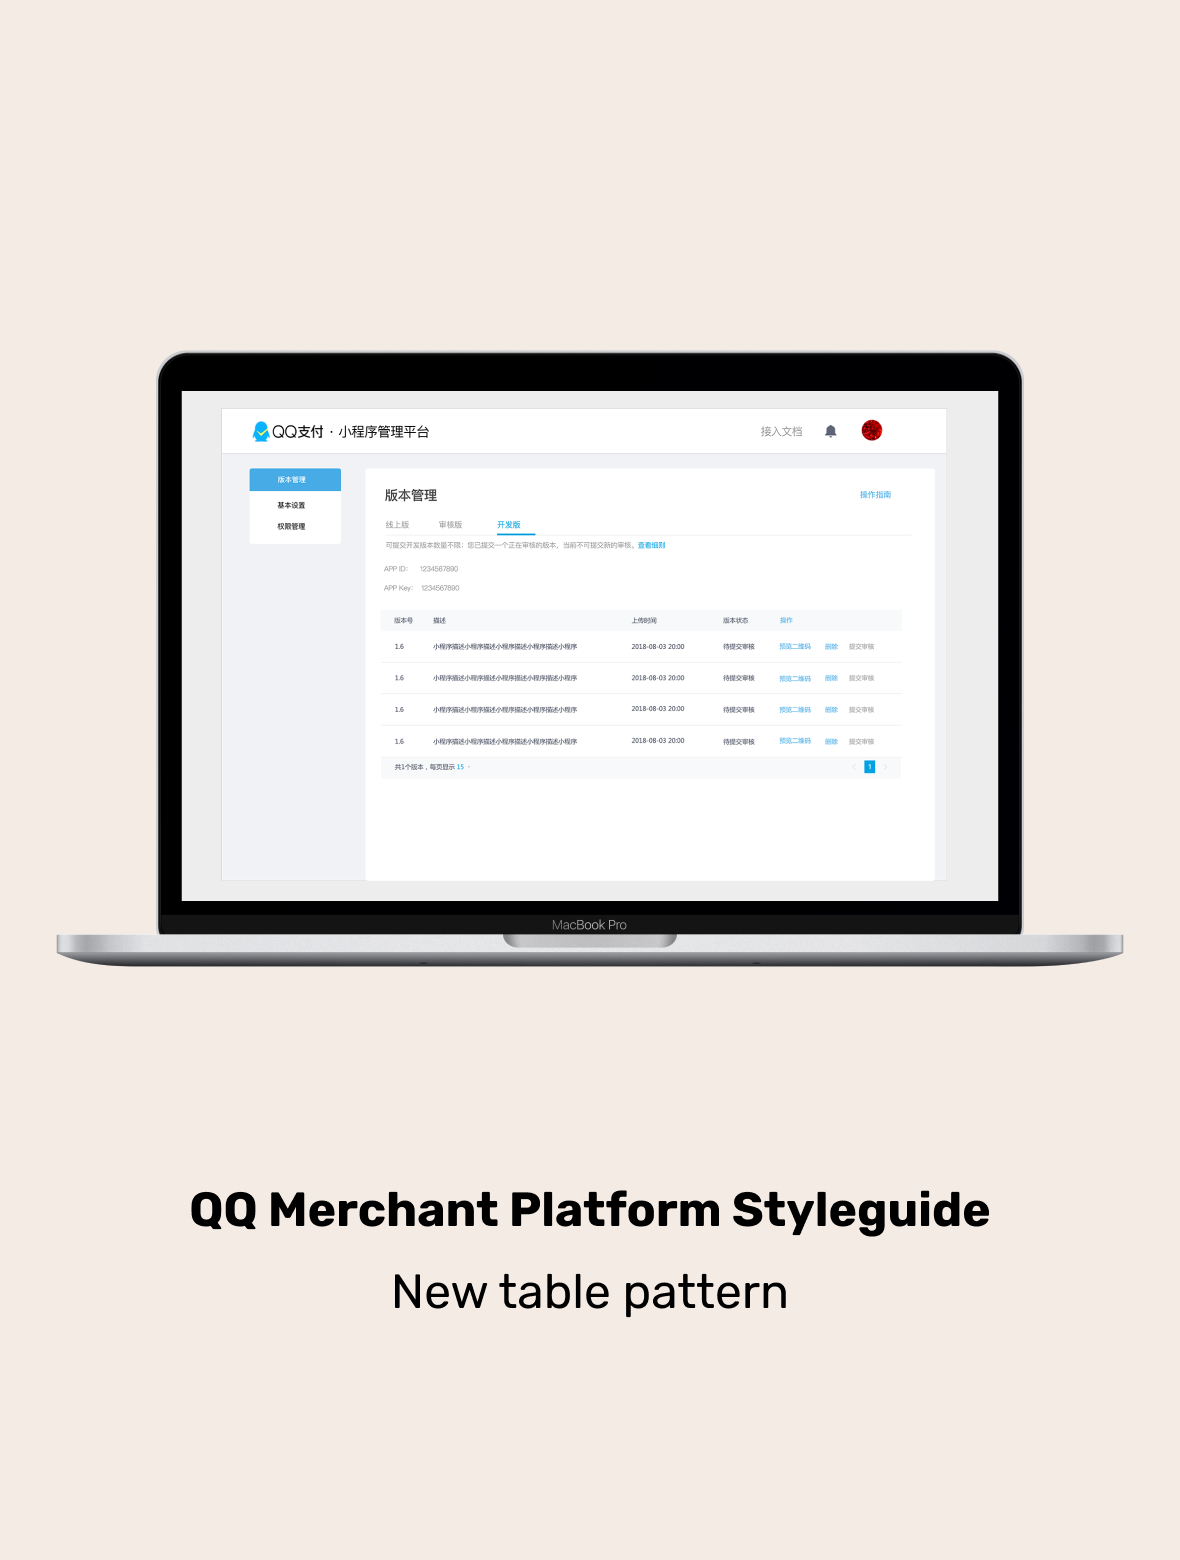 QQ支付 · 小程序管理平台 接入文档
版本管理
基本设置
权限管理
版本管理 操作指南
线上版 审核版 开发版
可提交开发版本数量不限；您已提交一个正在审核的版本，当前不可提交新的审核。查看细则
APP ID: 1234567890
APP Key: 1234567890
版本号 描述 上传时间 版本状态 操作
1.6 小程序描述小程序描述小程序描述小程序描述小程序 2018-08-03 20:00 待提交审核 预览二维码 删除 提交审核
1.6 小程序描述小程序描述小程序描述小程序描述小程序 2018-08-03 20:00 待提交审核 预览二维码 删除 提交审核
1.6 小程序描述小程序描述小程序描述小程序描述小程序 2018-08-03 20:00 待提交审核 预览二维码 删除 提交审核
1.6 小程序描述小程序描述小程序描述小程序描述小程序 2018-08-03 20:00 待提交审核 预览二维码 删除 提交审核
共1个版本，每页显示 15 1
MacBook Pro
QQ Merchant Platform Styleguide
New table pattern